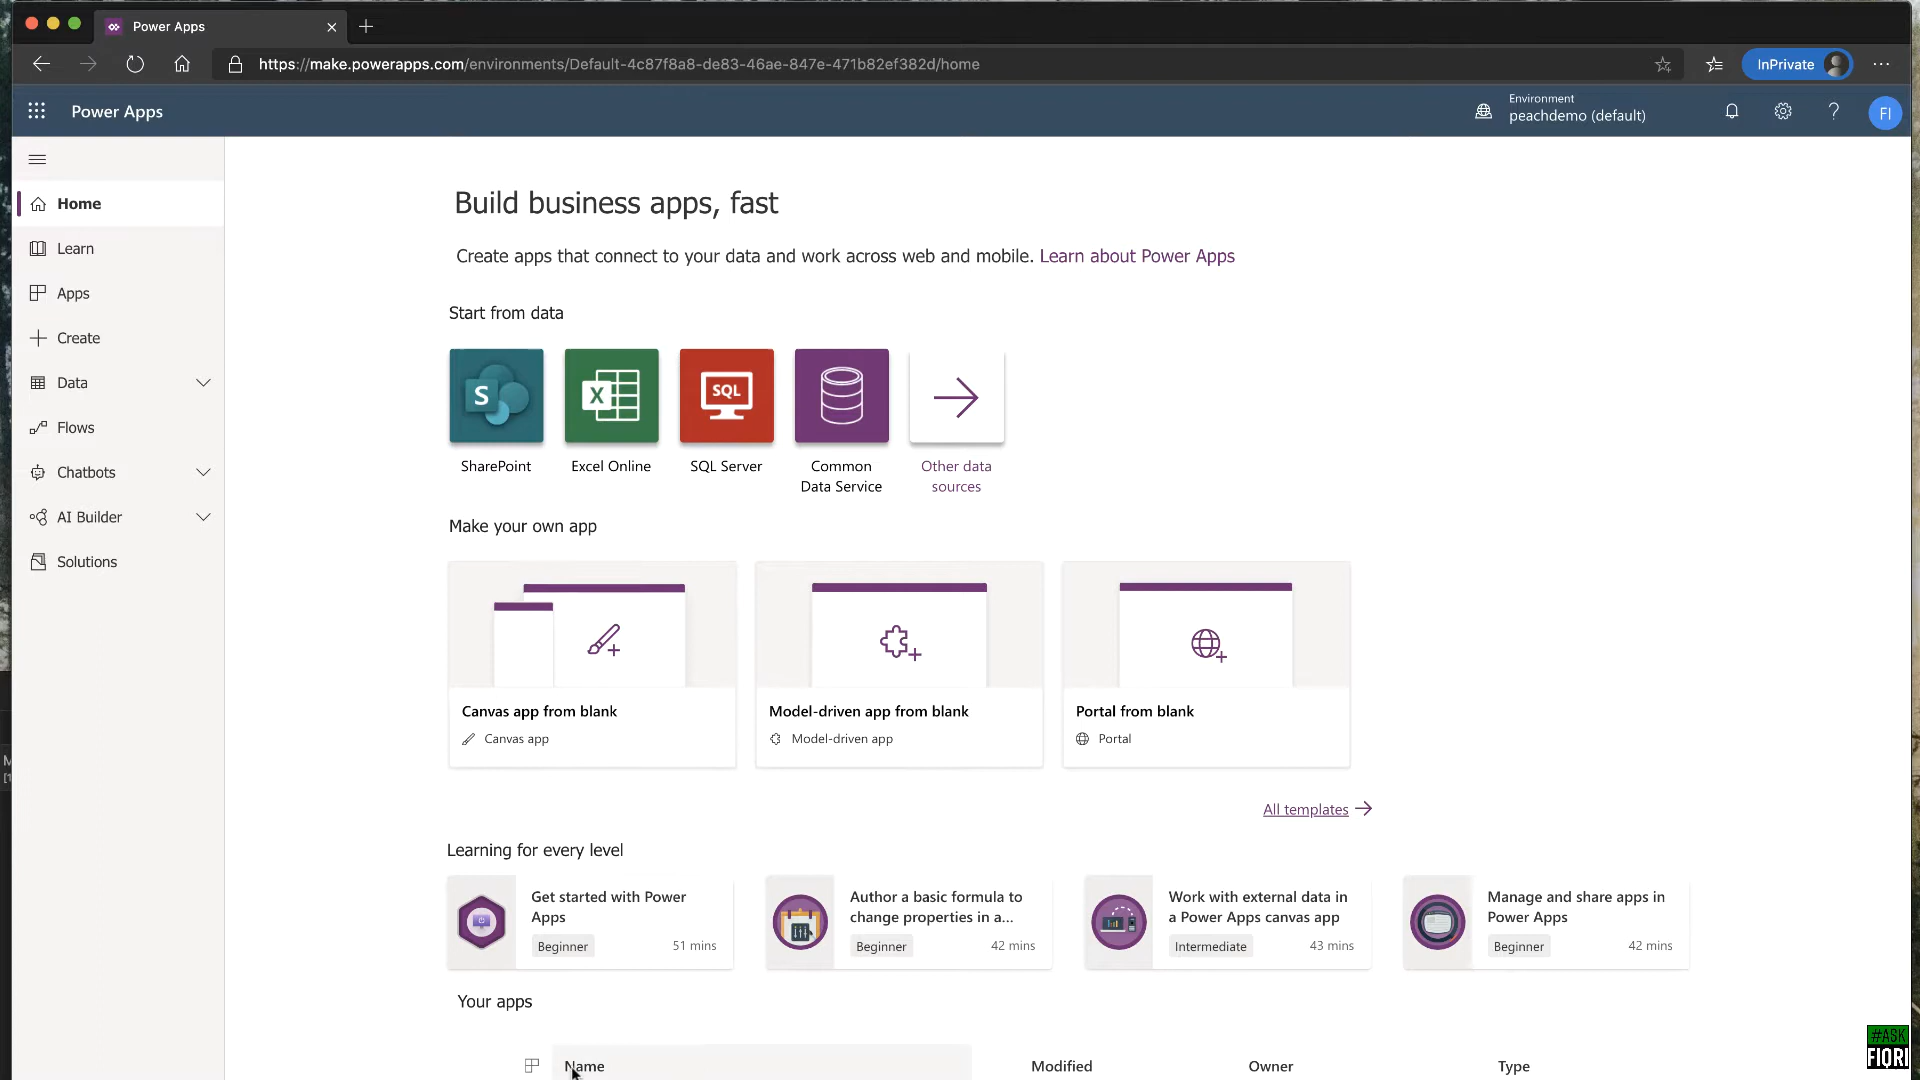 Power Apps
https://make.powerapps.com/environments/Default-4c87f8a8-de83-46ae-847e-471b82ef382d/home
InPrivate
Power Apps
Environment
peachdemo (default)
FI
Home
Learn
Apps
Create
Data
Flows
Chatbots
AI Builder
Solutions
Build business apps, fast
Create apps that connect to your data and work across web and mobile. Learn about Power Apps
Start from data
S
X
SQL
SharePoint
Excel Online
SQL Server
Common
Data Service
Other data
sources
Make your own app
Canvas app from blank
Canvas app
Model-driven app from blank
Model-driven app
Portal from blank
Portal
All templates
Learning for every level
Get started with Power
Apps
Beginner 51 mins
Author a basic formula to
change properties in a...
Beginner 42 mins
Work with external data in
a Power Apps canvas app
Intermediate 43 mins
Manage and share apps in
Power Apps
Beginner 42 mins
Your apps
Name Modified Owner Type
#ASK
FIORI